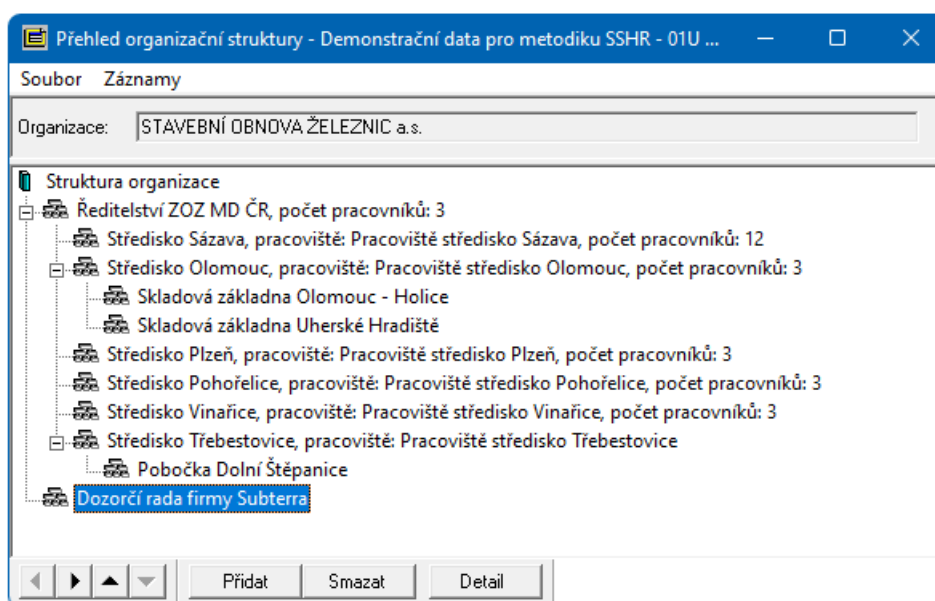 Přehled organizační struktury - Demonstrační data pro metodiku SSHR - 01U ...
Soubor Záznamy
Organizace: STAVEBNÍ OBNOVA ŽELEZNIC a.s.
Struktura organizace
Ředitelství ZOZ MD ČR, počet pracovníků: 3
Středisko Sázava, pracoviště: Pracoviště středisko Sázava, počet pracovníků: 12
Středisko Olomouc, pracoviště: Pracoviště středisko Olomouc, počet pracovníků: 3
Skladová základna Olomouc - Holice
Skladová základna Uherské Hradiště
Středisko Plzeň, pracoviště: Pracoviště středisko Plzeň, počet pracovníků: 3
Středisko Pohořelice, pracoviště: Pracoviště středisko Pohořelice, počet pracovníků: 3
Středisko Vinařice, pracoviště: Pracoviště středisko Vinařice, počet pracovníků: 3
Středisko Třebestovice, pracoviště: Pracoviště středisko Třebestovice
Pobočka Dolní Štěpanice
Dozorčí rada firmy Subterra
Přidat Smazat Detail